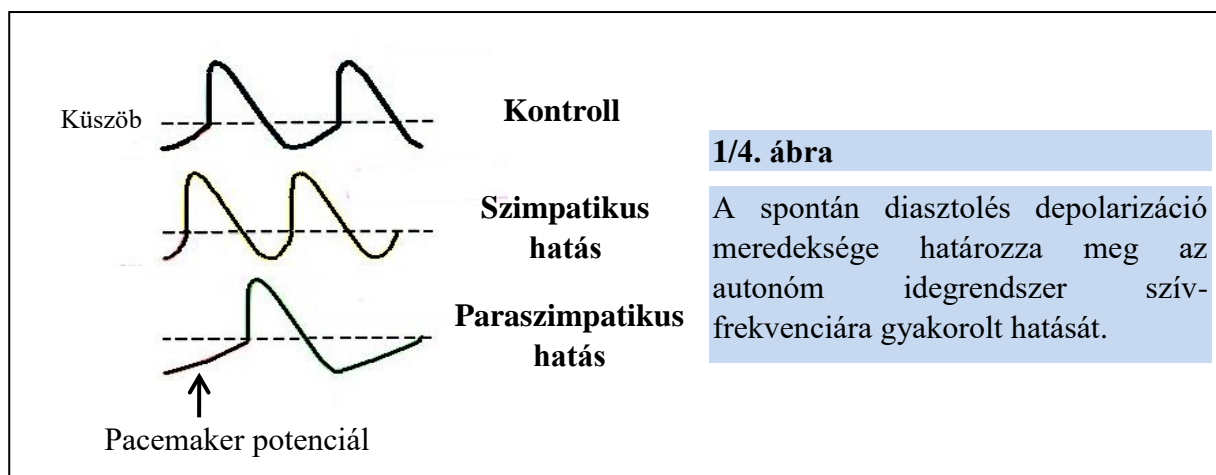 Küszöb
Kontroll
Szimpatikus
hatás
Paraszimpatikus
hatás
Pacemaker potenciál
1/4. ábra
A spontán diasztolés depolarizáció
meredeksége határozza meg az
autonóm idegrendszer szív-
frekvenciára gyakorolt hatását.